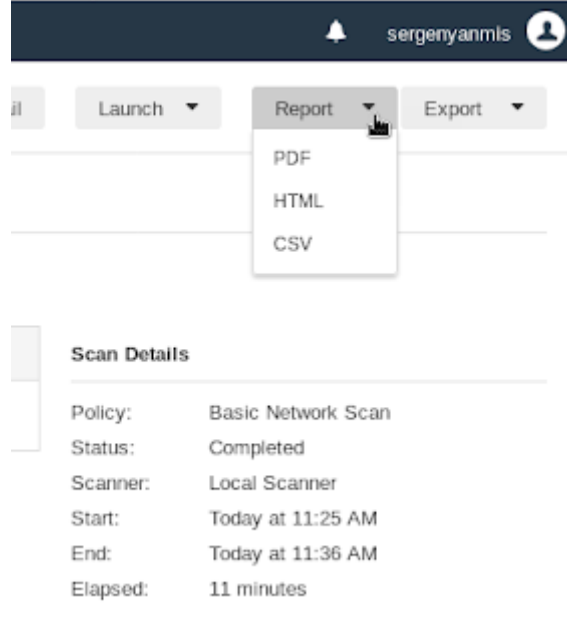 sergenyanmis
il Launch Report Export
PDF
HTML
CSV
Scan Details
Policy: Basic Network Scan
Status: Completed
Scanner: Local Scanner
Start: Today at 11:25 AM
End: Today at 11:36 AM
Elapsed: 11 minutes